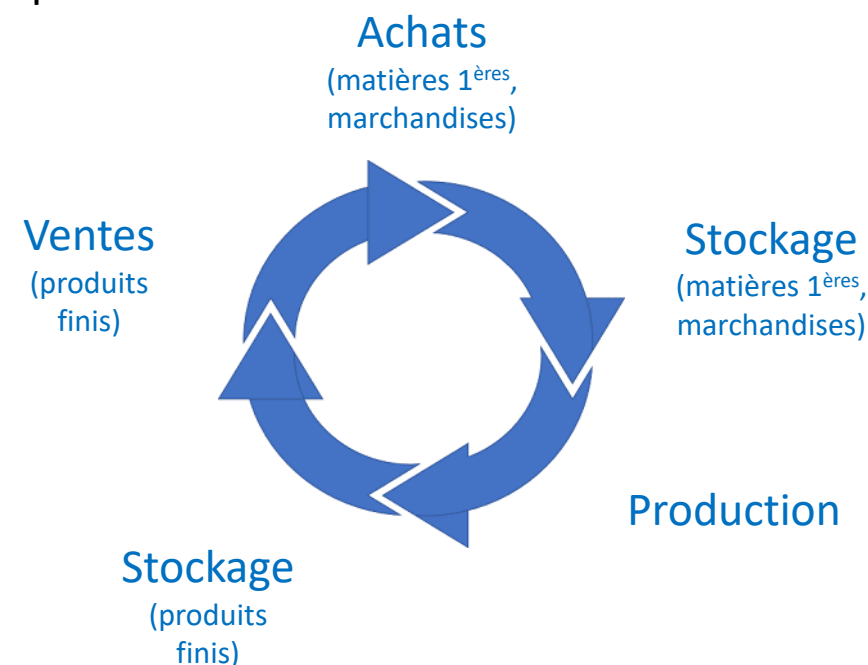 Achats
(matières 1ères,
marchandises)
Ventes
(produits
finis)
Stockage
(matières 1ères,
marchandises)
Production
Stockage
(produits
finis)